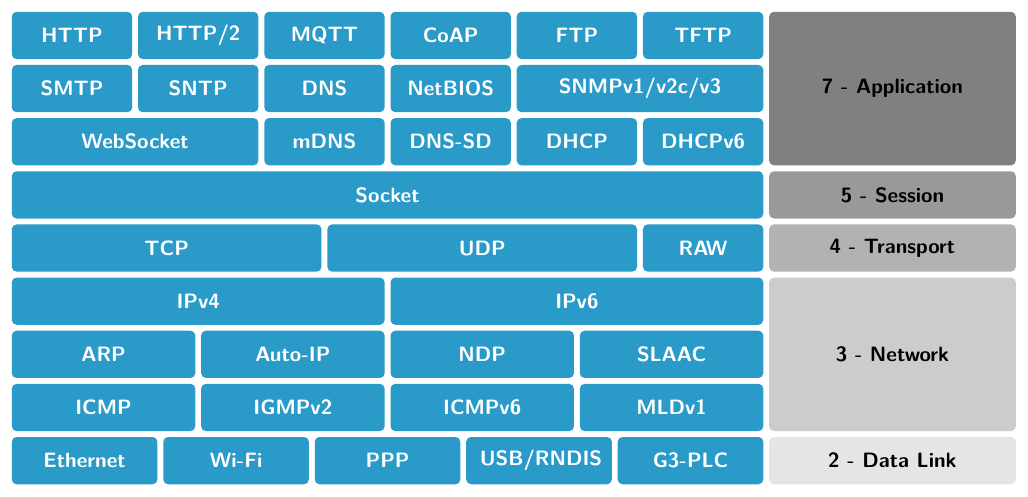 HTTP HTTP/2 MQTT CoAP FTP TFTP
SMTP SNTP DNS NetBIOS SNMPv1/v2c/v3 7 - Application
WebSocket mDNS DNS-SD DHCP DHCPv6
Socket 5 - Session
TCP UDP RAW 4 - Transport
IPv4 IPv6
ARP Auto-IP NDP SLAAC 3 - Network
ICMP IGMPv2 ICMPv6 MLDv1
Ethernet Wi-Fi PPP USB/RNDIS G3-PLC 2 - Data Link